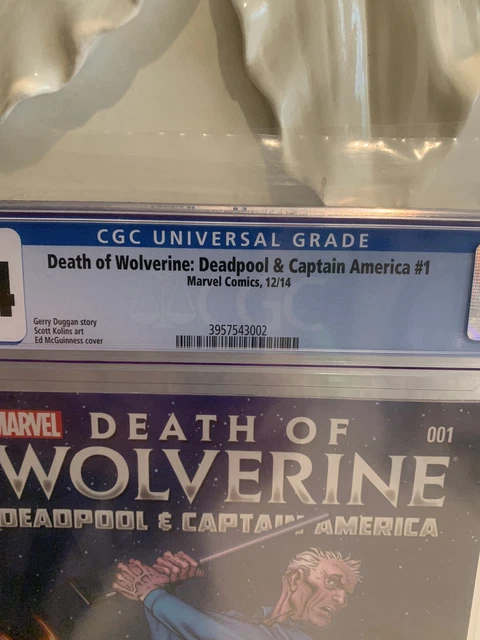 CGC UNIVERSAL GRADE
Death of Wolverine: Deadpool & Captain America #1
Marvel Comics, 12/14
4
CGC
Gerry Duggan story
Scott Kolins art
Ed McGuinness cover
3957543002
MARVEL
DEATH OF
001
WOLVERINE
DEADPOOL & CAPTAIN AMERICA